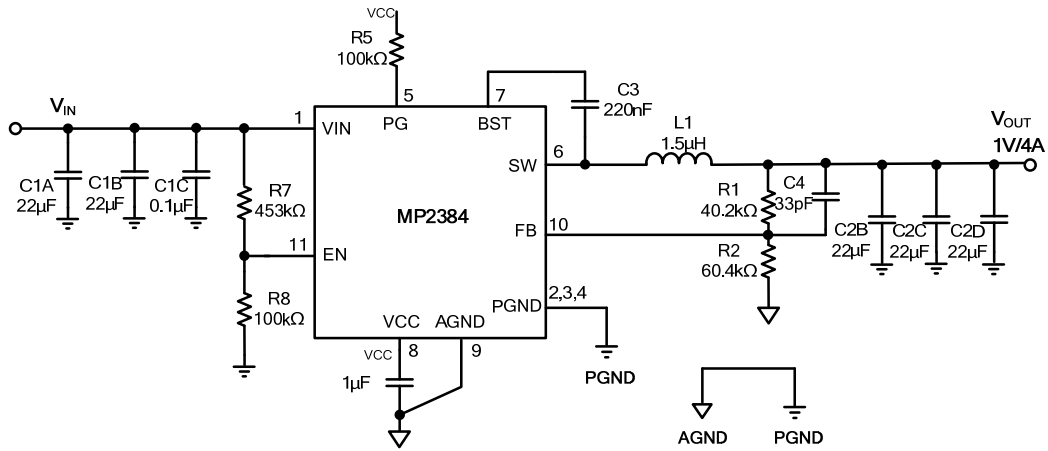 VCC
R5
100kΩ
5
7
C3
220nF
VIN
1
VIN
PG
BST
L1
1.5µH
6
SW
VOUT
1V/4A
C1A
22µF
C1B
22µF
C1C
0.1µF
R7
453kΩ
MP2384
R1
40.2kΩ
C4
33pF
FB
10
C2B
22µF
C2C
22µF
C2D
22µF
11
EN
R2
60.4kΩ
R8
100kΩ
PGND
2,3,4
VCC
AGND
VCC
8
9
1µF
PGND
AGND
PGND